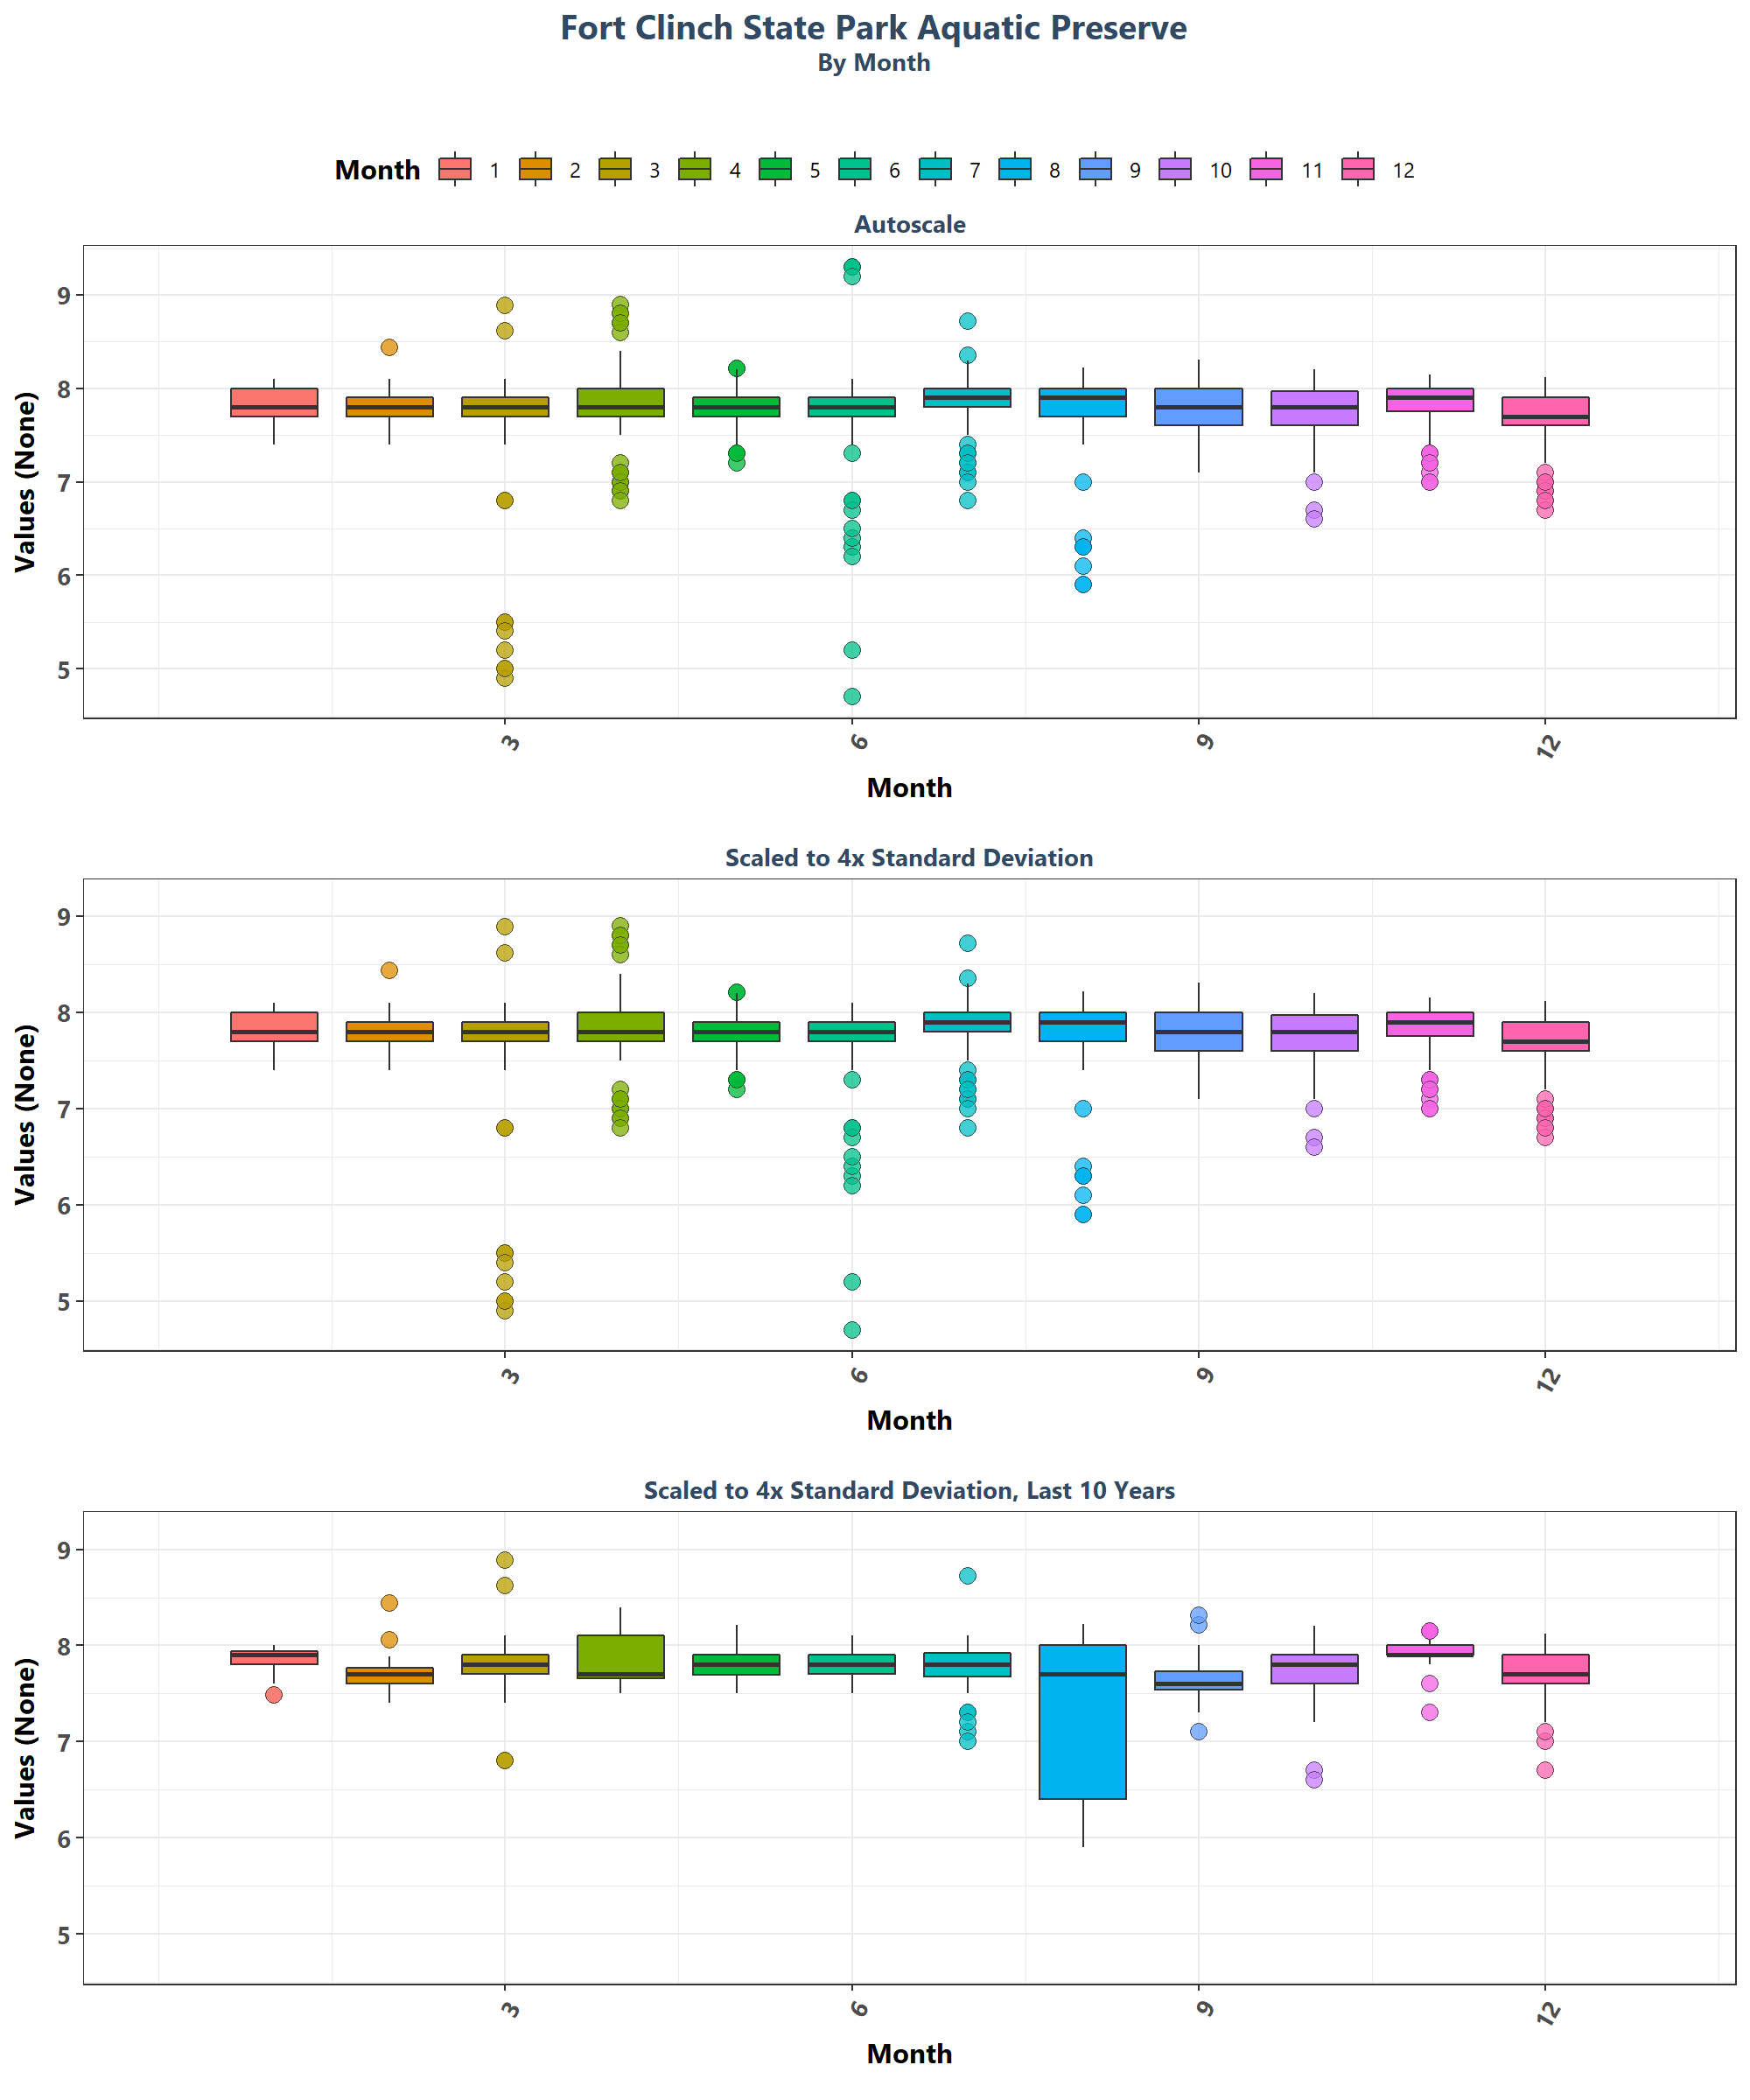 Fort Clinch State Park Aquatic Preserve
By Month
Month 1 2 3 4 5 6 7 8 9 10 11 12
Autoscale
Values (None)
9
8
7
6
5
3 6 9 12
Month
Scaled to 4x Standard Deviation
Values (None)
9
8
7
6
5
3 6 9 12
Month
Scaled to 4x Standard Deviation, Last 10 Years
Values (None)
9
8
7
6
5
3 6 9 12
Month